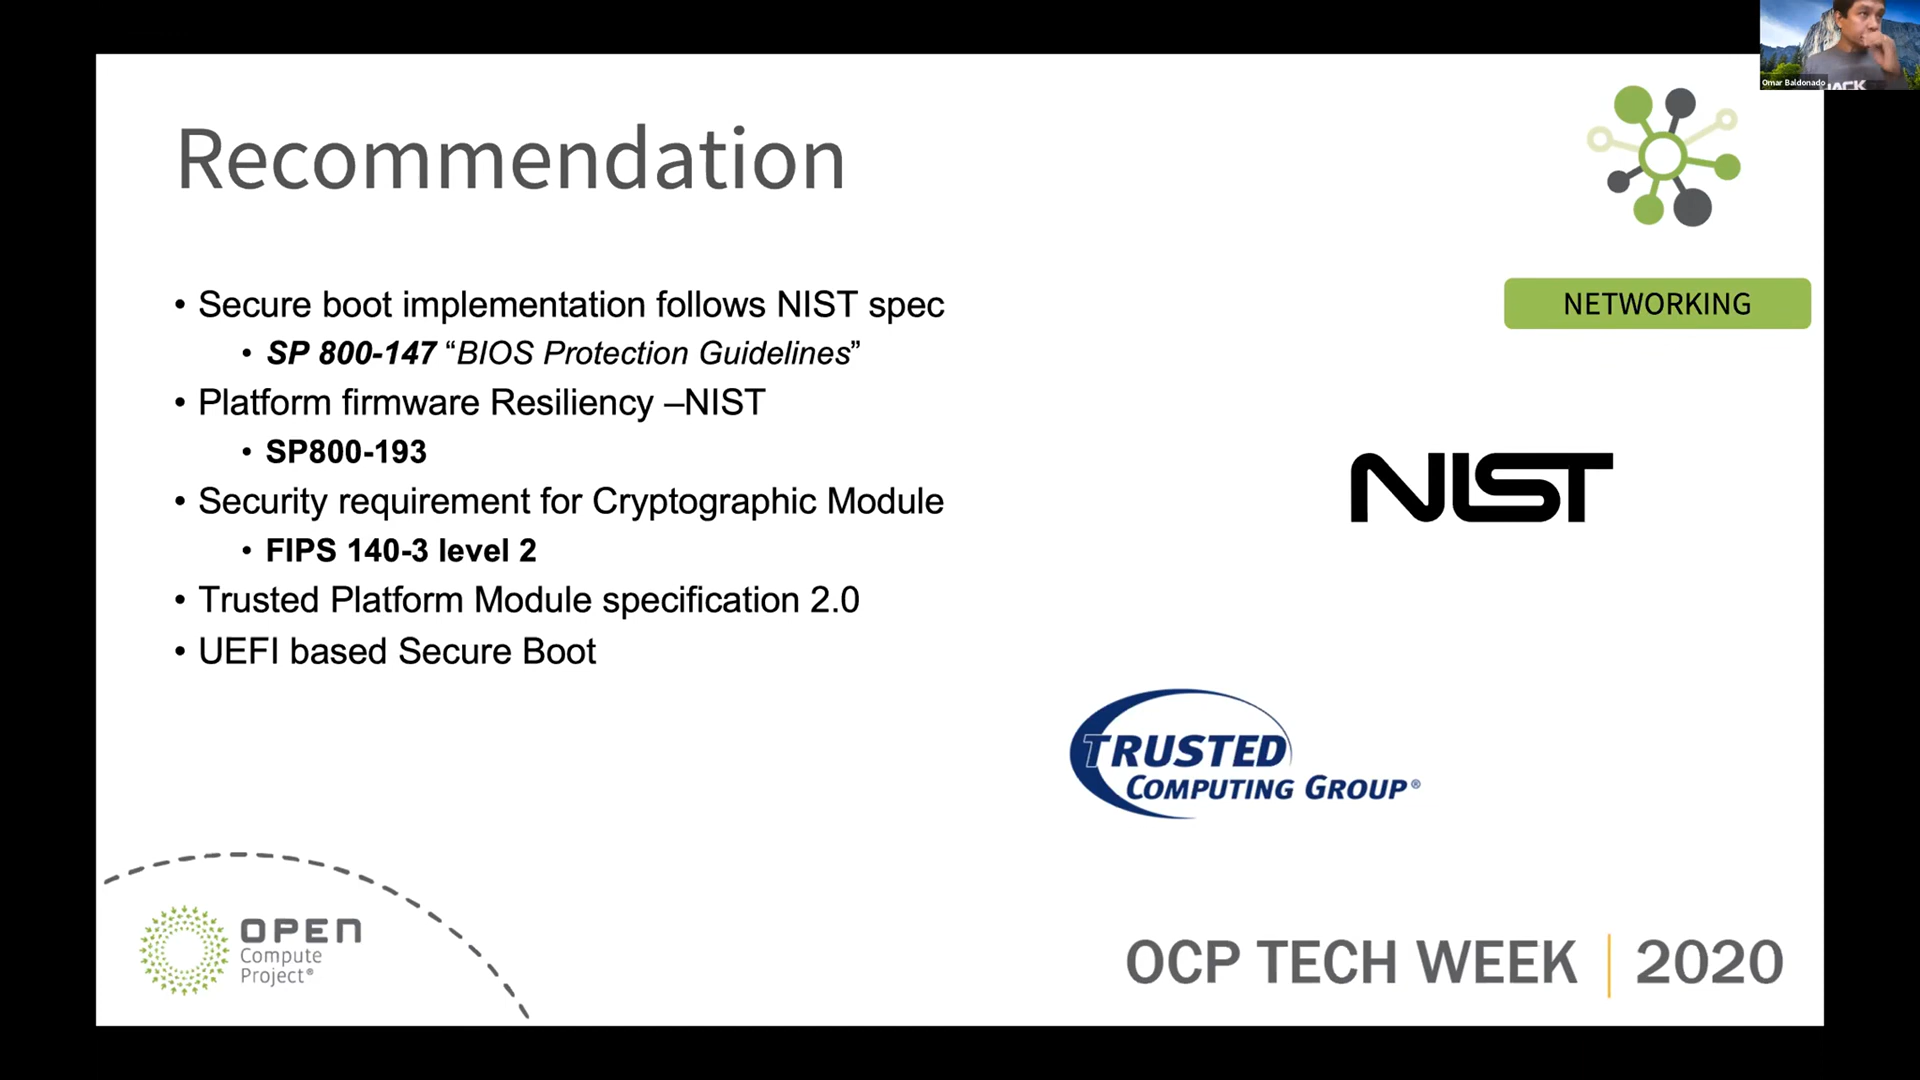 Omar Baldonado
Recommendation
NETWORKING
• Secure boot implementation follows NIST spec
• SP 800-147 “BIOS Protection Guidelines”
• Platform firmware Resiliency –NIST
• SP800-193
• Security requirement for Cryptographic Module
• FIPS 140-3 level 2
• Trusted Platform Module specification 2.0
• UEFI based Secure Boot
NIST
TRUSTED
COMPUTING GROUP®
OPEN
Compute
Project®
OCP TECH WEEK | 2020